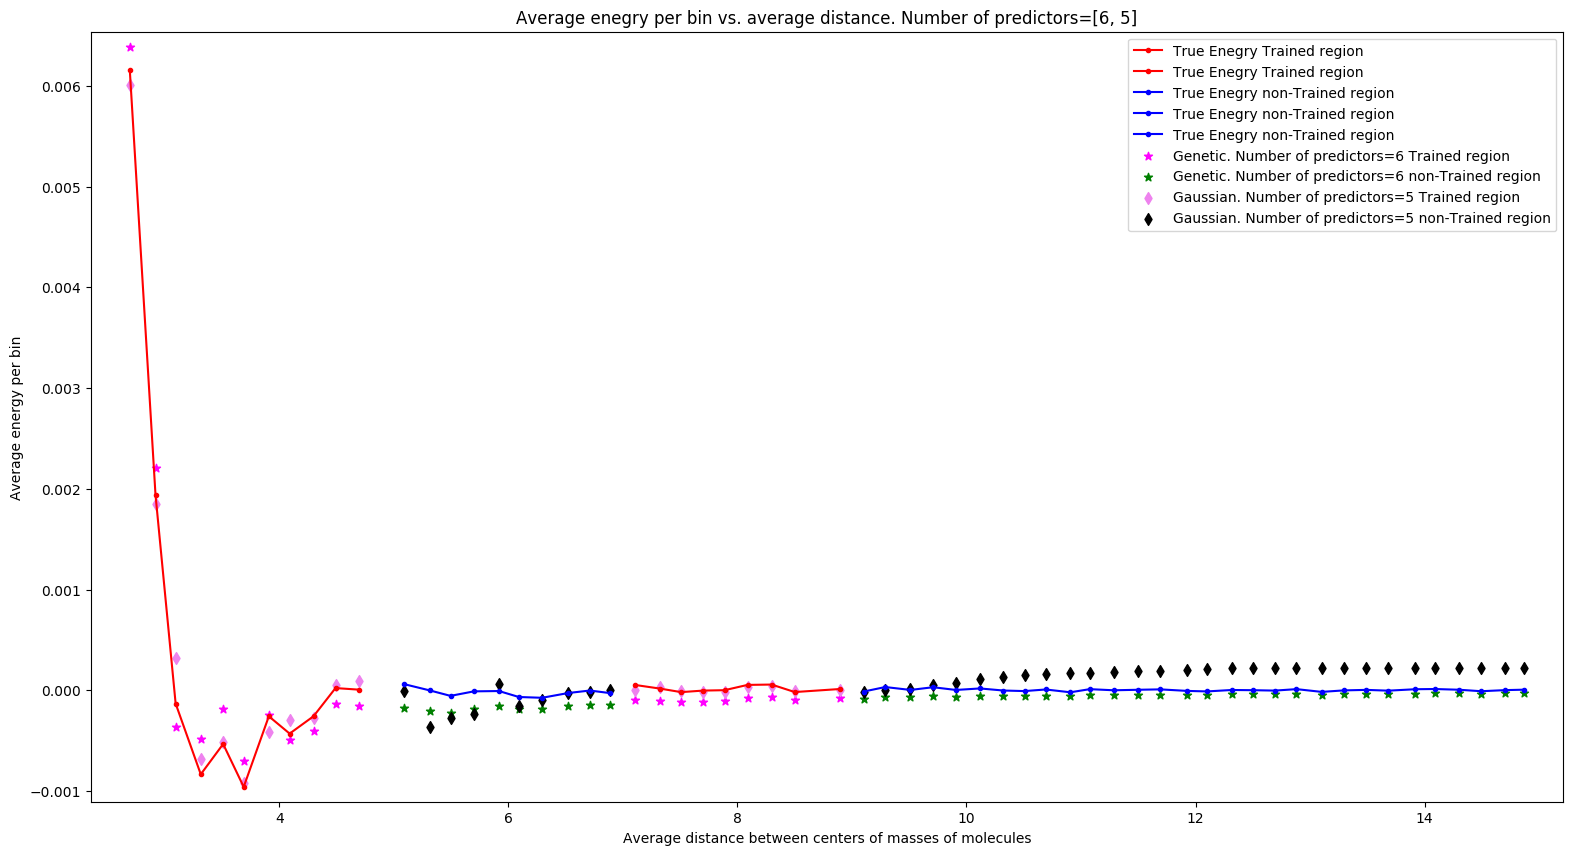 Average enegry per bin vs. average distance. Number of predictors=[6, 5]
True Enegry Trained region
True Enegry Trained region
True Enegry non-Trained region
True Enegry non-Trained region
True Enegry non-Trained region
Genetic. Number of predictors=6 Trained region
Genetic. Number of predictors=6 non-Trained region
Gaussian. Number of predictors=5 Trained region
Gaussian. Number of predictors=5 non-Trained region
Average energy per bin
0.006
0.005
0.004
0.003
0.002
0.001
0.000
−0.001
4 6 8 10 12 14
Average distance between centers of masses of molecules